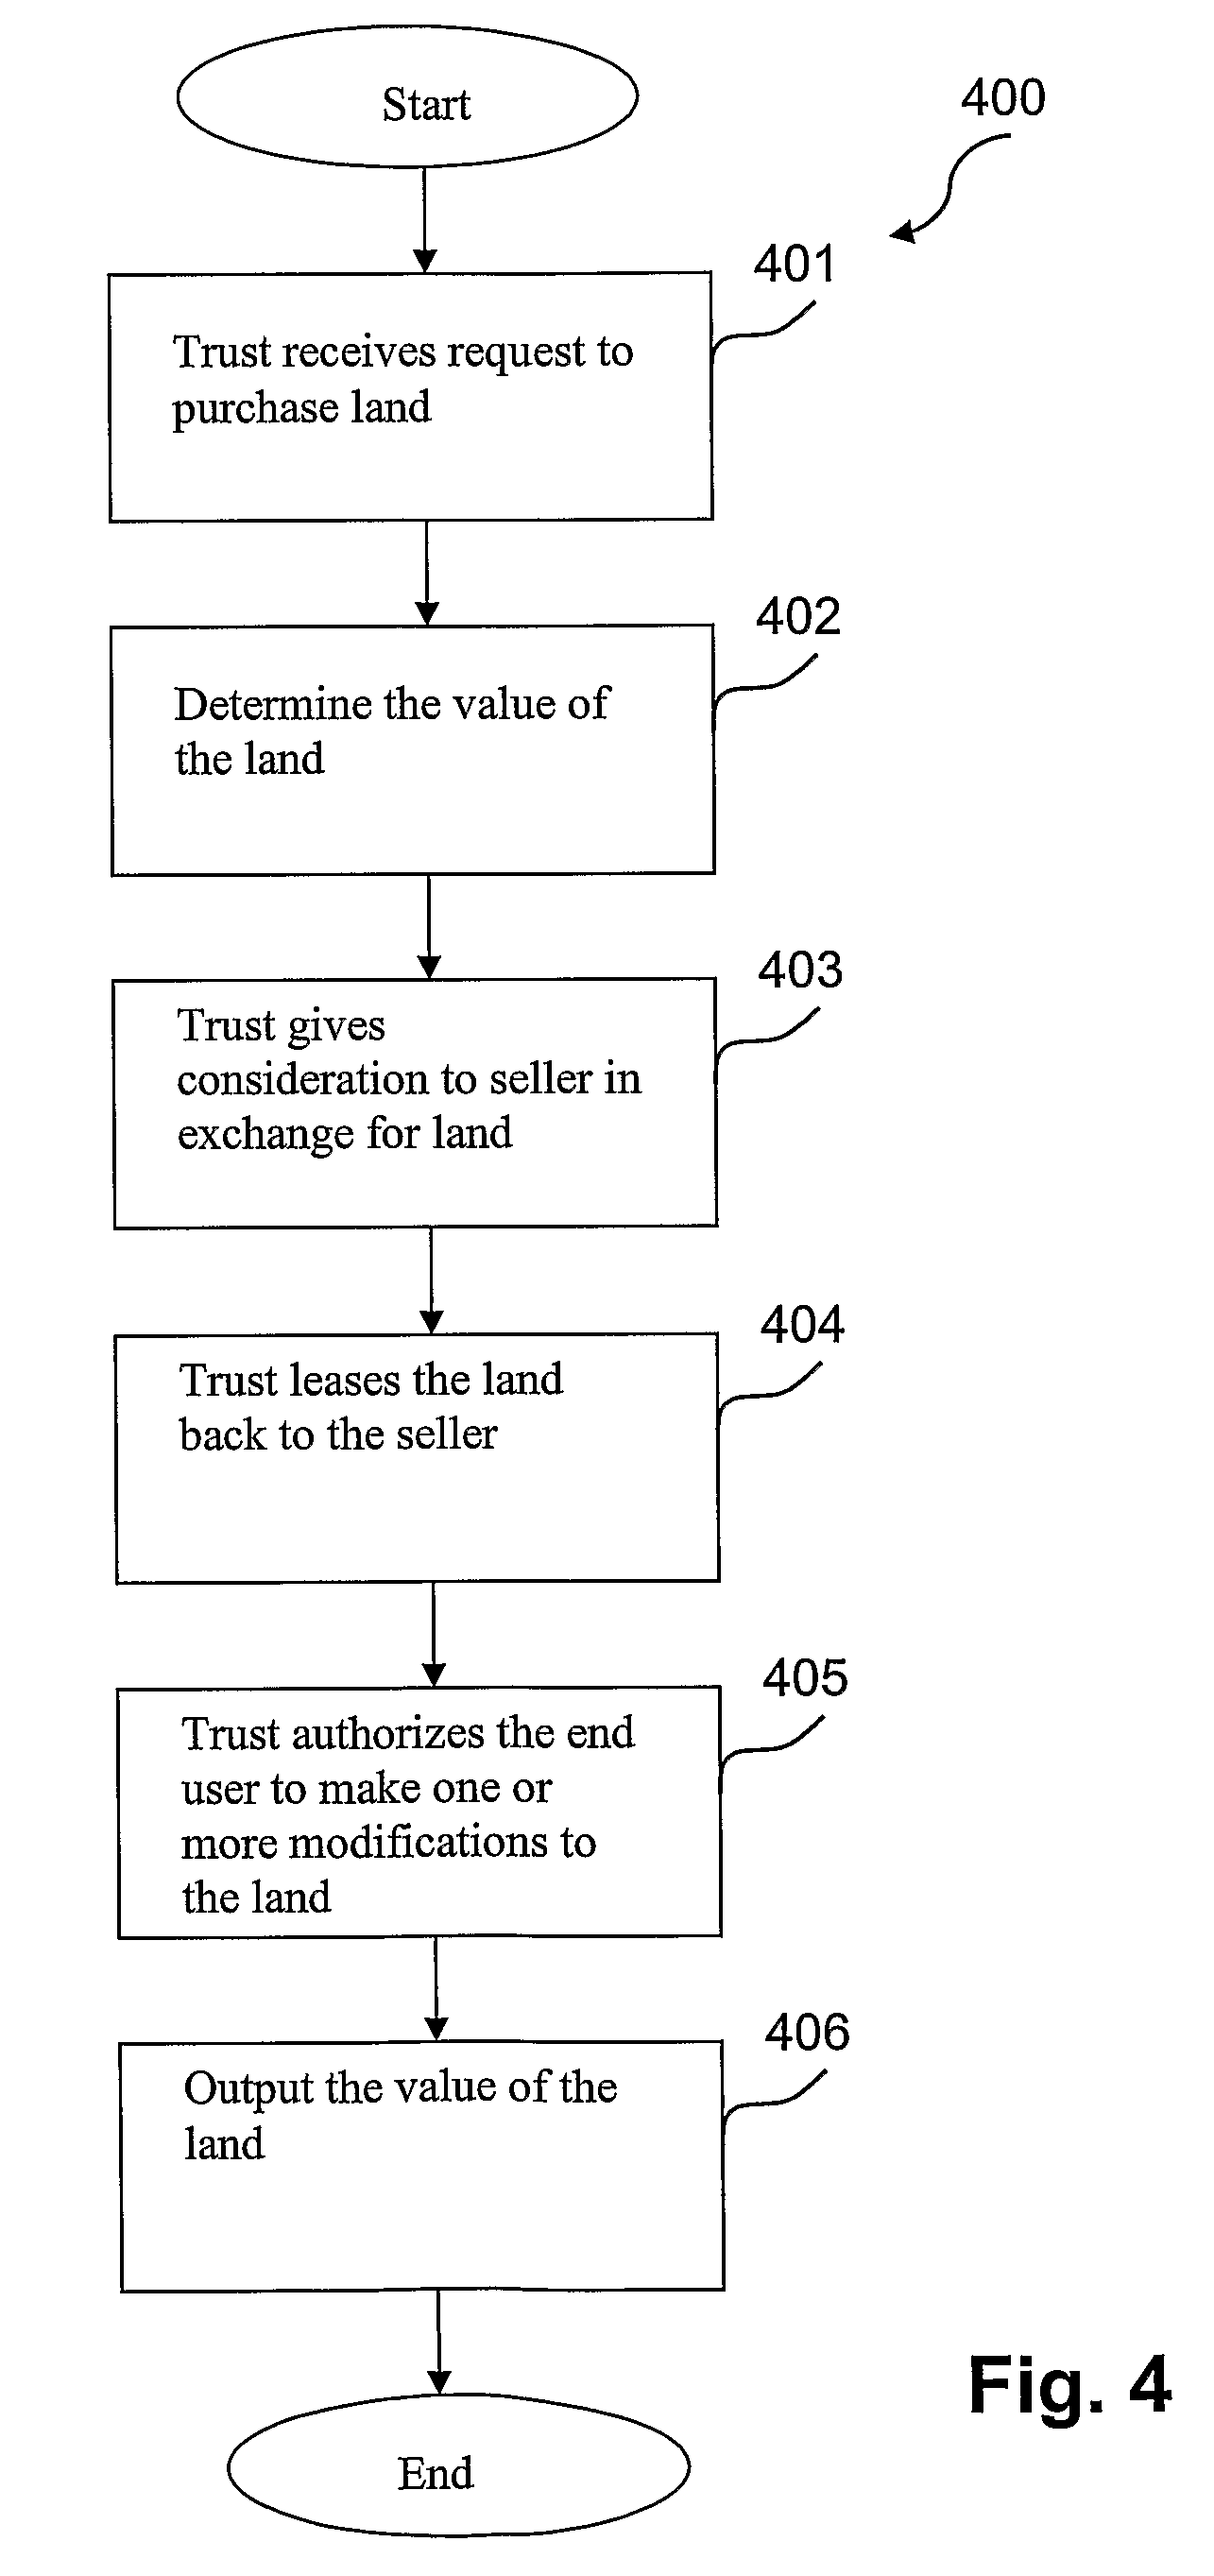 Start
400
401
Trust receives request to
purchase land
402
Determine the value of
the land
403
Trust gives
consideration to seller in
exchange for land
404
Trust leases the land
back to the seller
405
Trust authorizes the end
user to make one or
more modifications to
the land
406
Output the value of the
land
End
Fig. 4